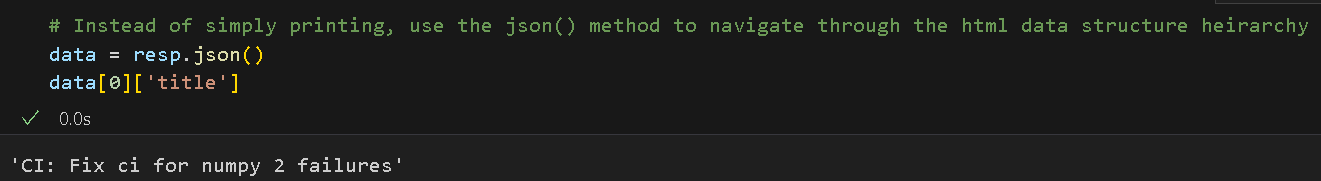 # Instead of simply printing, use the json() method to navigate through the html data structure heirarchy
data = resp.json()
data[0]['title']
0.0s
'CI: Fix ci for numpy 2 failures'